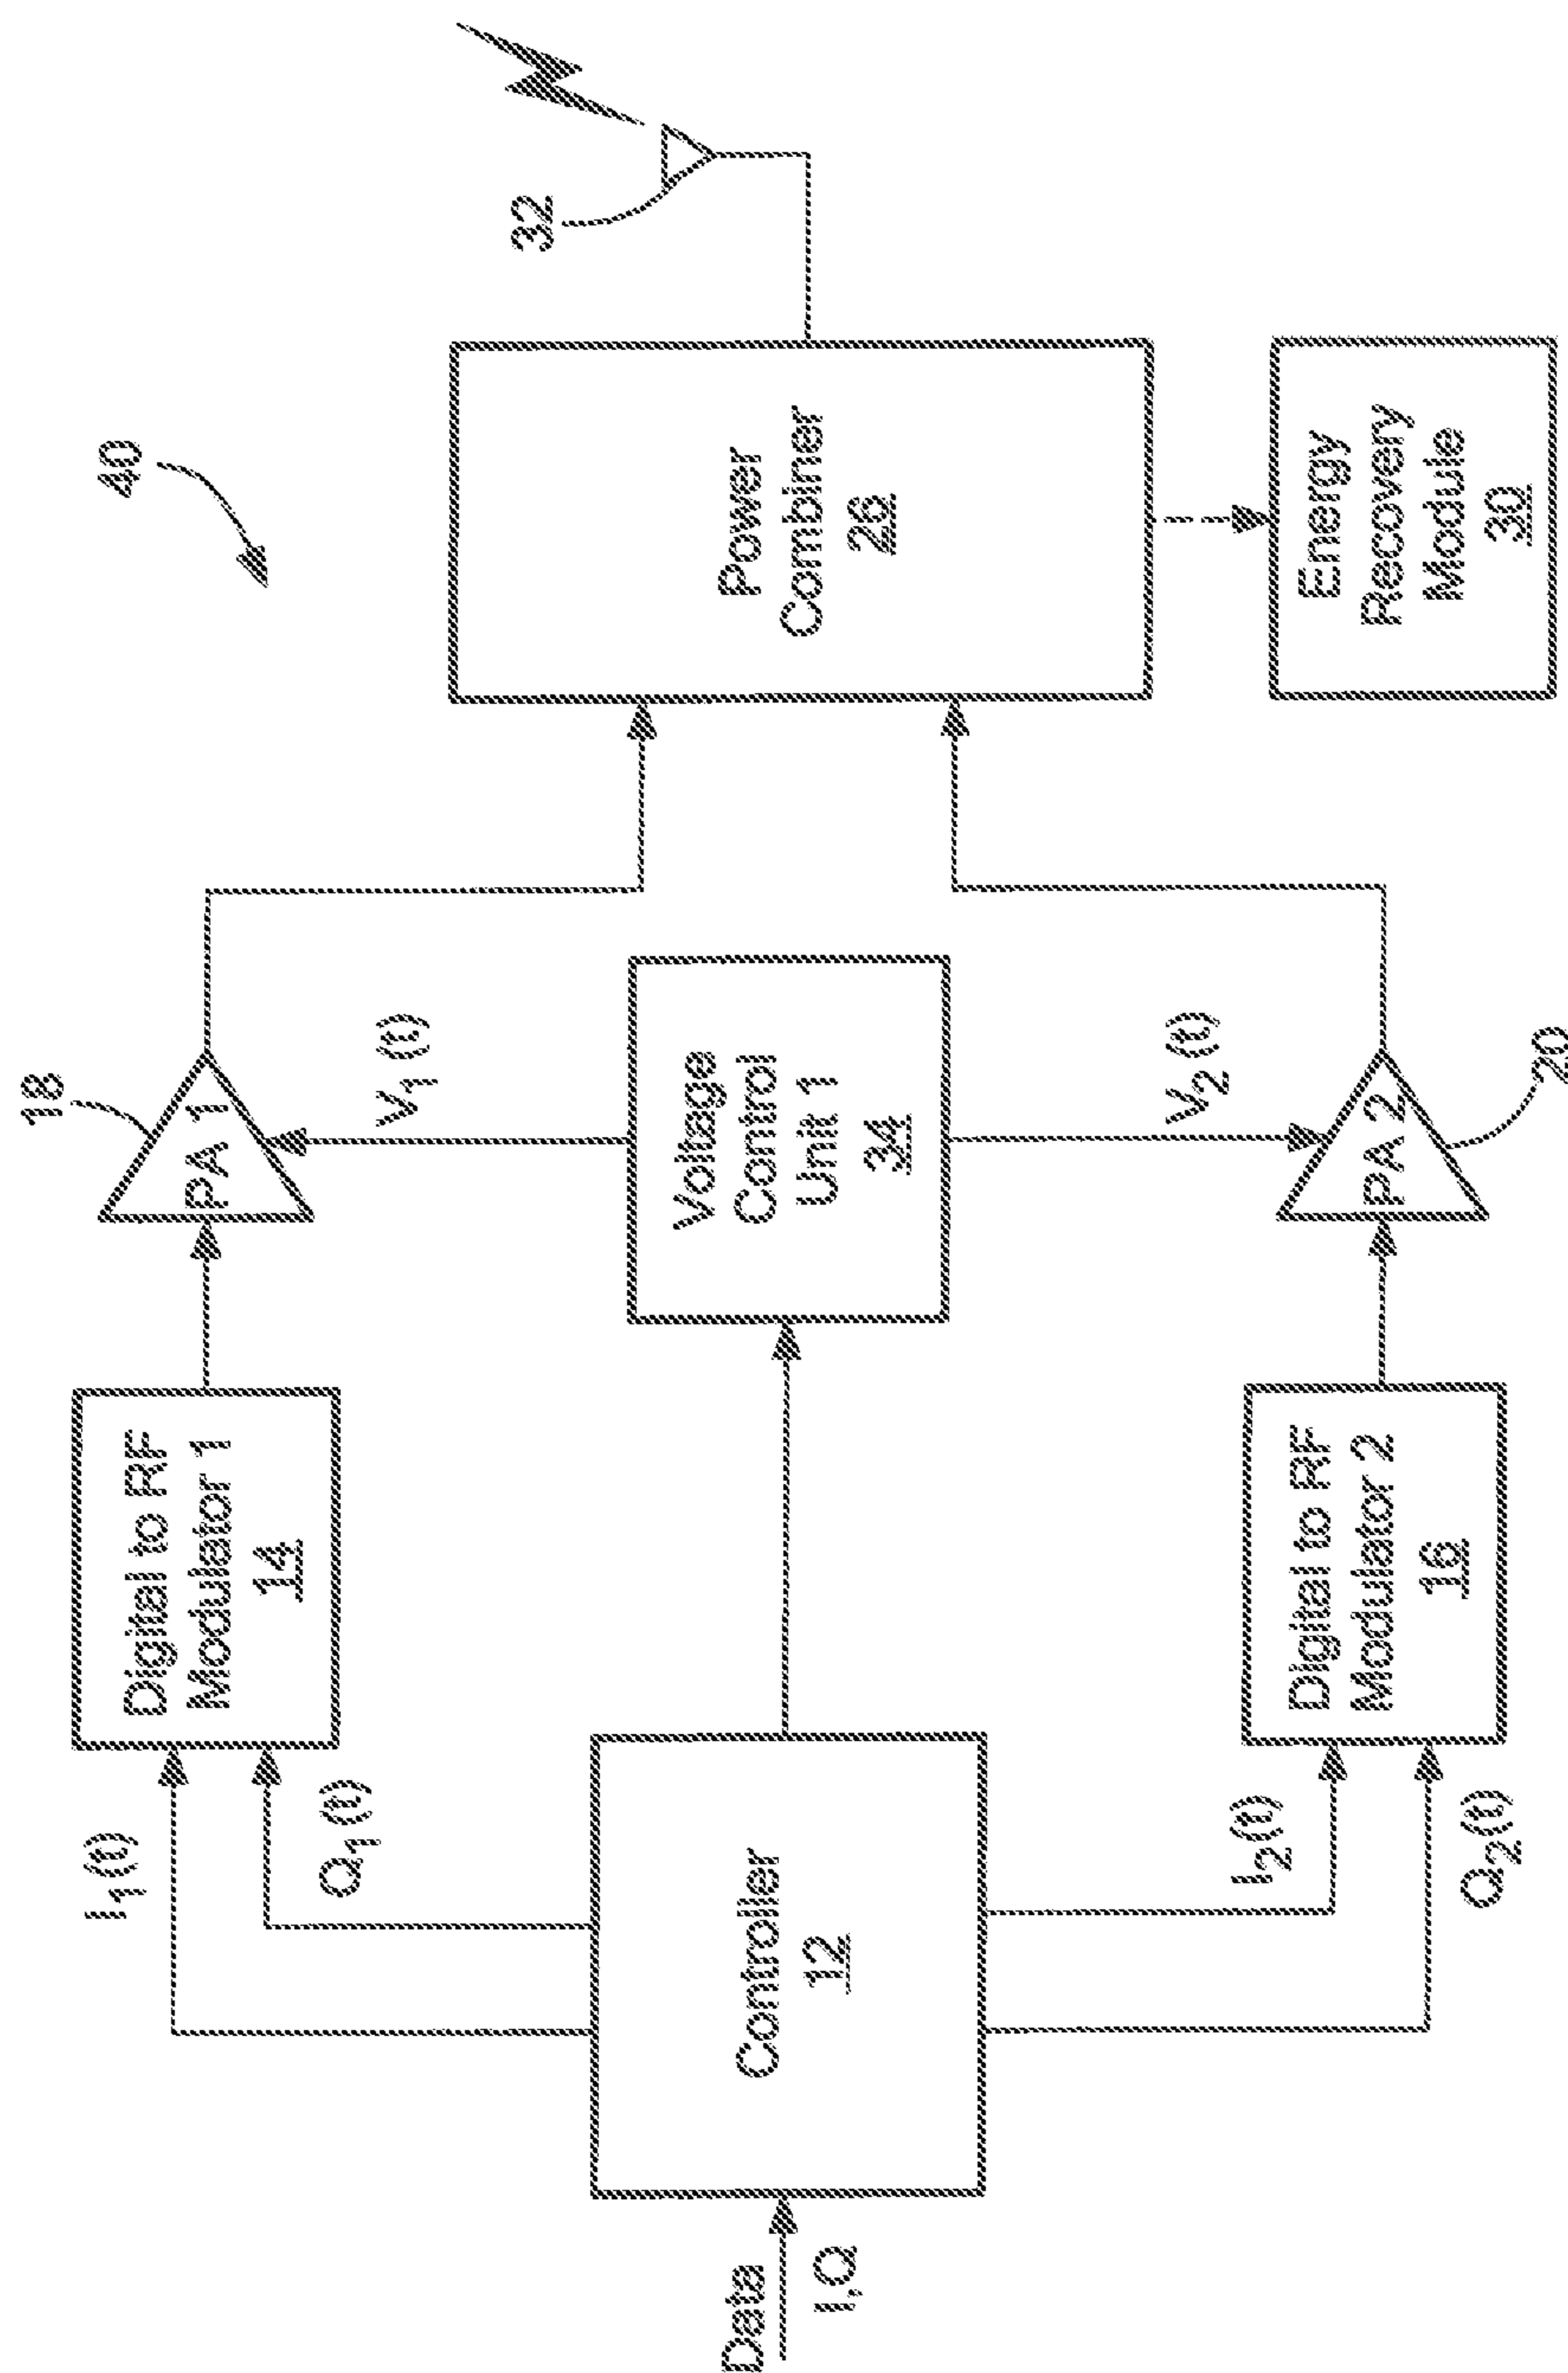 40
18
I₁(t)
Q₁(t)
Digital to RF
Modulator 1
14
PA 1
V₁(t)
32
Data
I,Q
Controller
12
Voltage
Control
Unit 1
34
Power
Combiner
26
I₂(t)
Q₂(t)
Digital to RF
Modulator 2
16
V₂(t)
PA 2
20
Energy
Recovery
Module
30